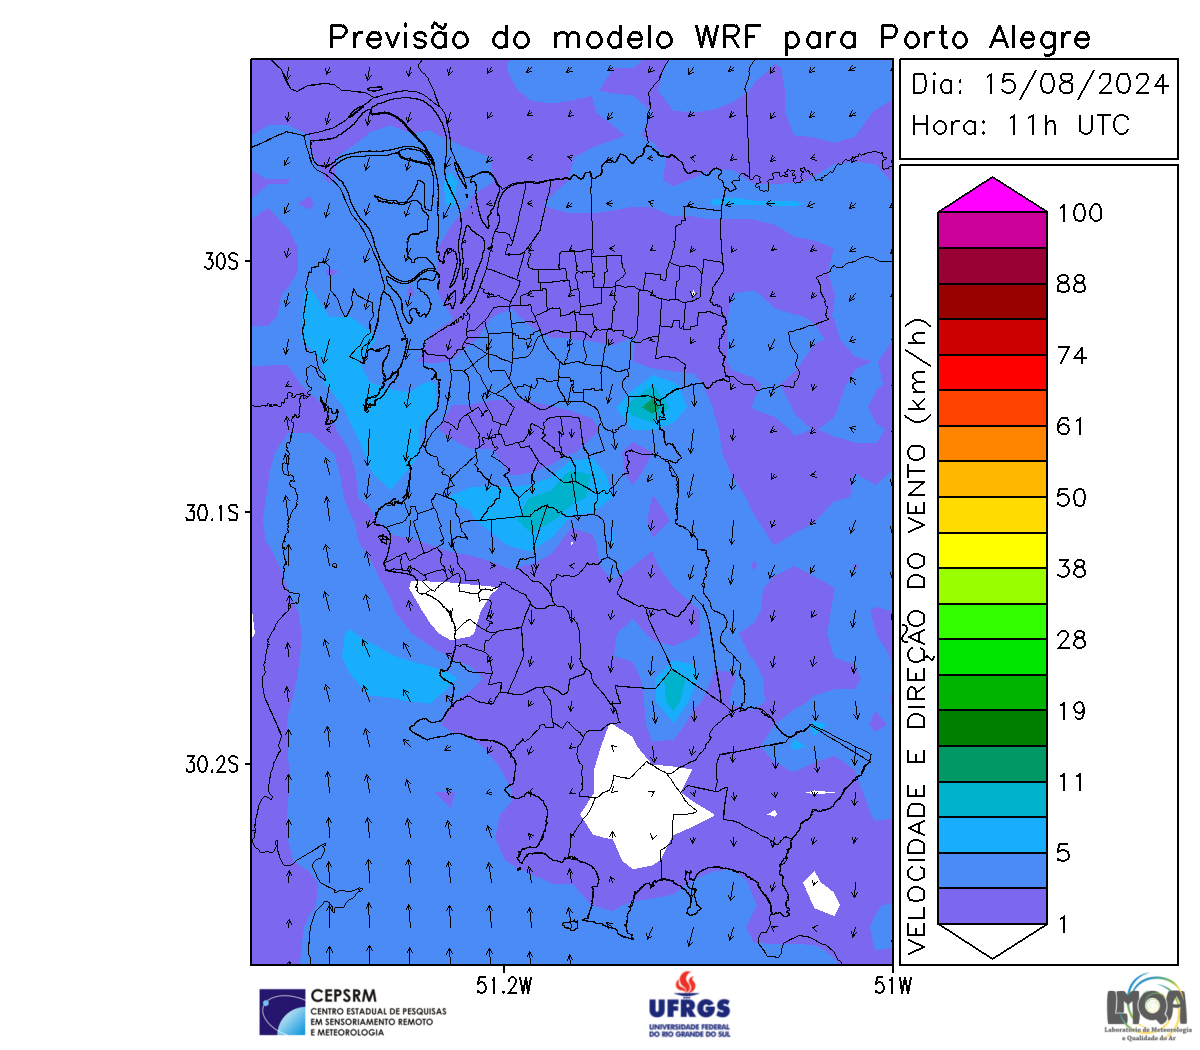 Previsão do modelo WRF para Porto Alegre
Dia: 15/08/2024
Hora: 11h UTC
30S
30.1S
30.2S
51.2W
51W
VELOCIDADE E DIREÇÃO DO VENTO (km/h)
100
88
74
61
50
38
28
19
11
5
1
CEPSRM
CENTRO ESTADUAL DE PESQUISAS
EM SENSORIAMENTO REMOTO
E METEOROLOGIA
UFRGS
UNIVERSIDADE FEDERAL
DO RIO GRANDE DO SUL
LMQA
Laboratório de Meteorologia
e Qualidade do Ar